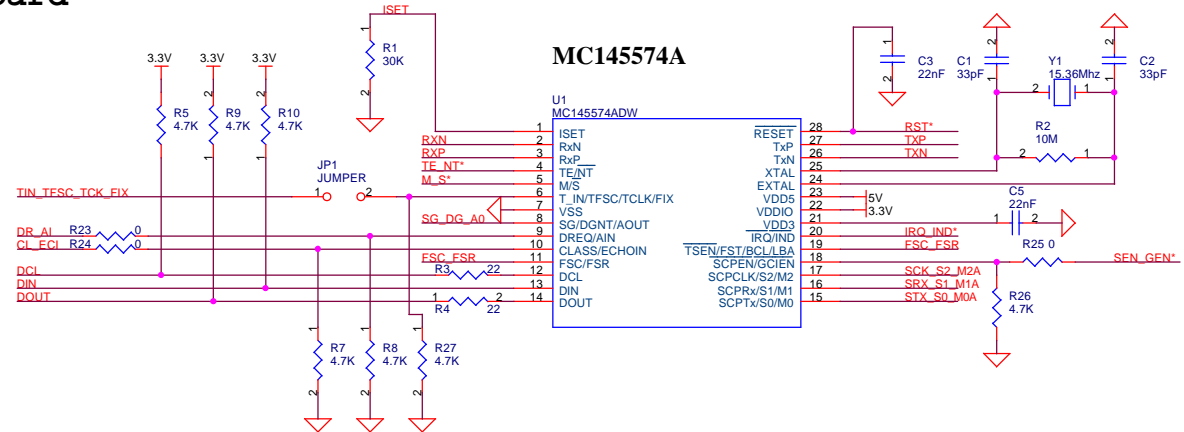 ISET
MC145574A
3.3V 3.3V 3.3V
R1
30K
R5
4.7K
R9
4.7K
R10
4.7K
C3
22nF
C1
33pF
Y1
15.36Mhz
C2
33pF
R2
10M
U1
MC145574ADW
JP1
JUMPER
TIN_TFSC_TCK_FIX
DR_AI R23 0
CL_ECI R24 0
DCL
DIN
DOUT
RXN
RXP
TE_NT*
M_S*
SG_DG_A0
FSC_FSR
R3 22
R4 22
1 ISET
2 RxN
3 RxP
4 TE/NT
5 M/S
6 T_IN/TFSC/TCLK/FIX
7 VSS
8 SG/DGNT/AOUT
9 DREQ/AIN
10 CLASS/ECHOIN
11 FSC/FSR
12 DCL
13 DIN
14 DOUT
RESET 28
TxP 27
TxN 26
XTAL 25
EXTAL 24
VDD5 23
VDDIO 22
VDD3 21
IRQ/IND 20
TSEN/FST/BCL/LBA 19
SCPEN/GCIEN 18
SCPCLK/S2/M2 17
SCPRx/S1/M1 16
SCPTx/S0/M0 15
RST*
TXP
TXN
5V
3.3V
C5
22nF
IRQ_IND*
FSC_FSR
R25 0
SEN_GEN*
SCK_S2_M2A
SRX_S1_M1A
STX_S0_M0A
R26
4.7K
R7
4.7K
R8
4.7K
R27
4.7K